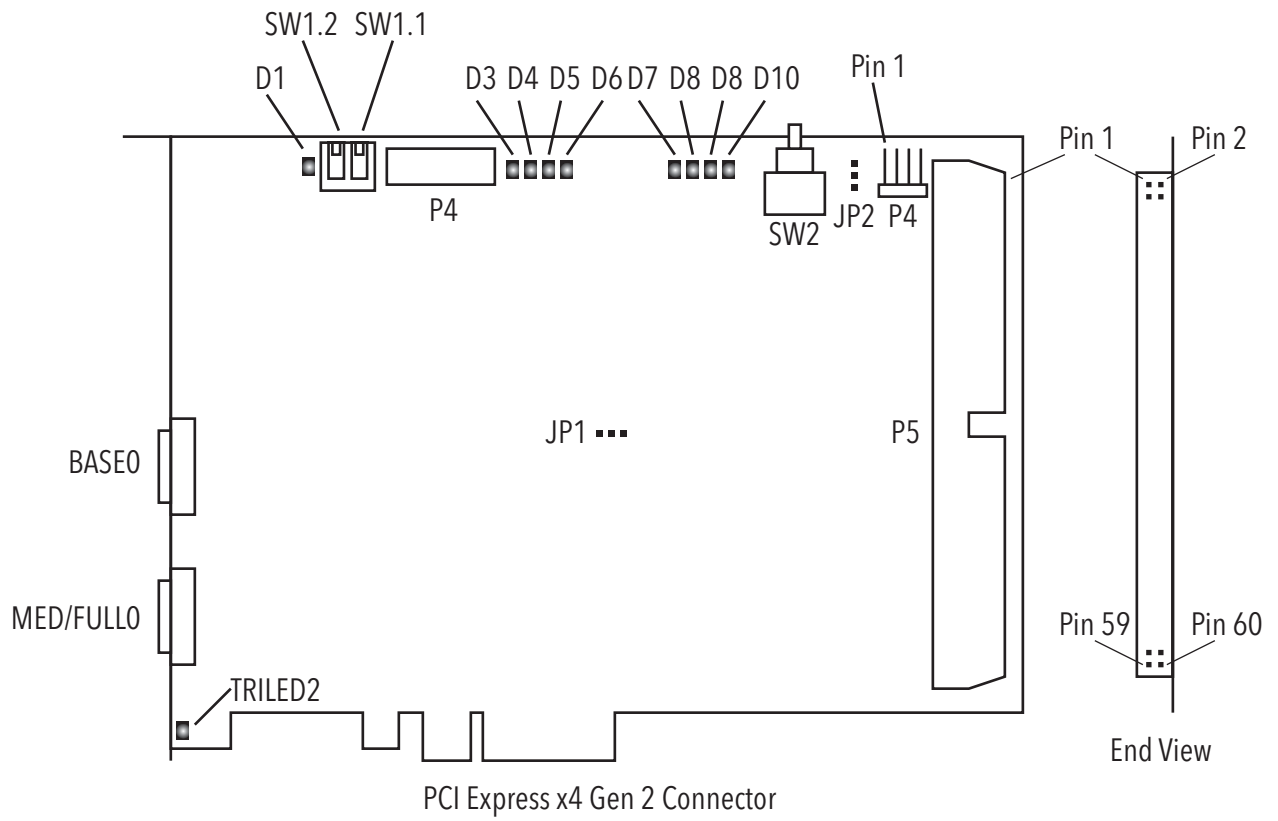 SW1.2 SW1.1
D1 D3 D4 D5 D6 D7 D8 D8 D10 Pin 1
Pin 1 Pin 2
P4 SW2 JP2 P4
JP1 P5
BASE0
MED/FULL0
Pin 59 Pin 60
TRILED2
End View
PCI Express x4 Gen 2 Connector